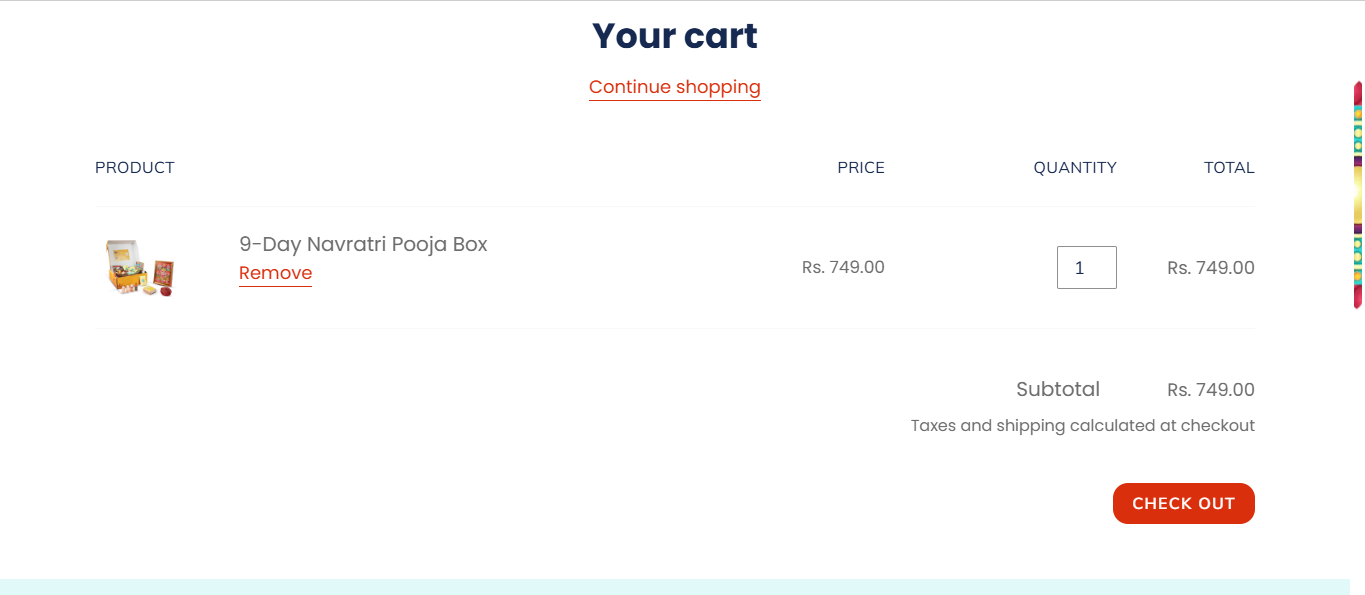 Your cart
Continue shopping
PRODUCT PRICE QUANTITY TOTAL
9-Day Navratri Pooja Box
Remove
Rs. 749.00 1 Rs. 749.00
Subtotal Rs. 749.00
Taxes and shipping calculated at checkout
CHECK OUT